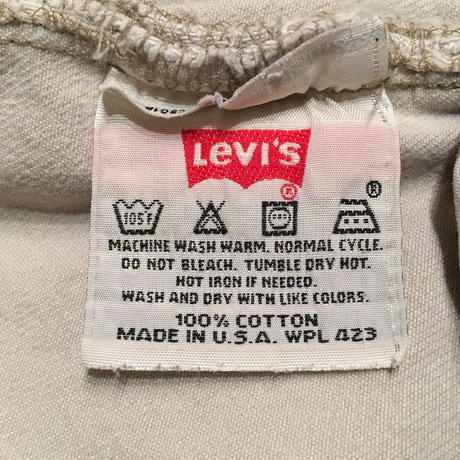 Levi's
®
®
105F
MACHINE WASH WARM. NORMAL CYCLE.
DO NOT BLEACH. TUMBLE DRY HOT.
HOT IRON IF NEEDED.
WASH AND DRY WITH LIKE COLORS.
100% COTTON
MADE IN U.S.A. WPL 423